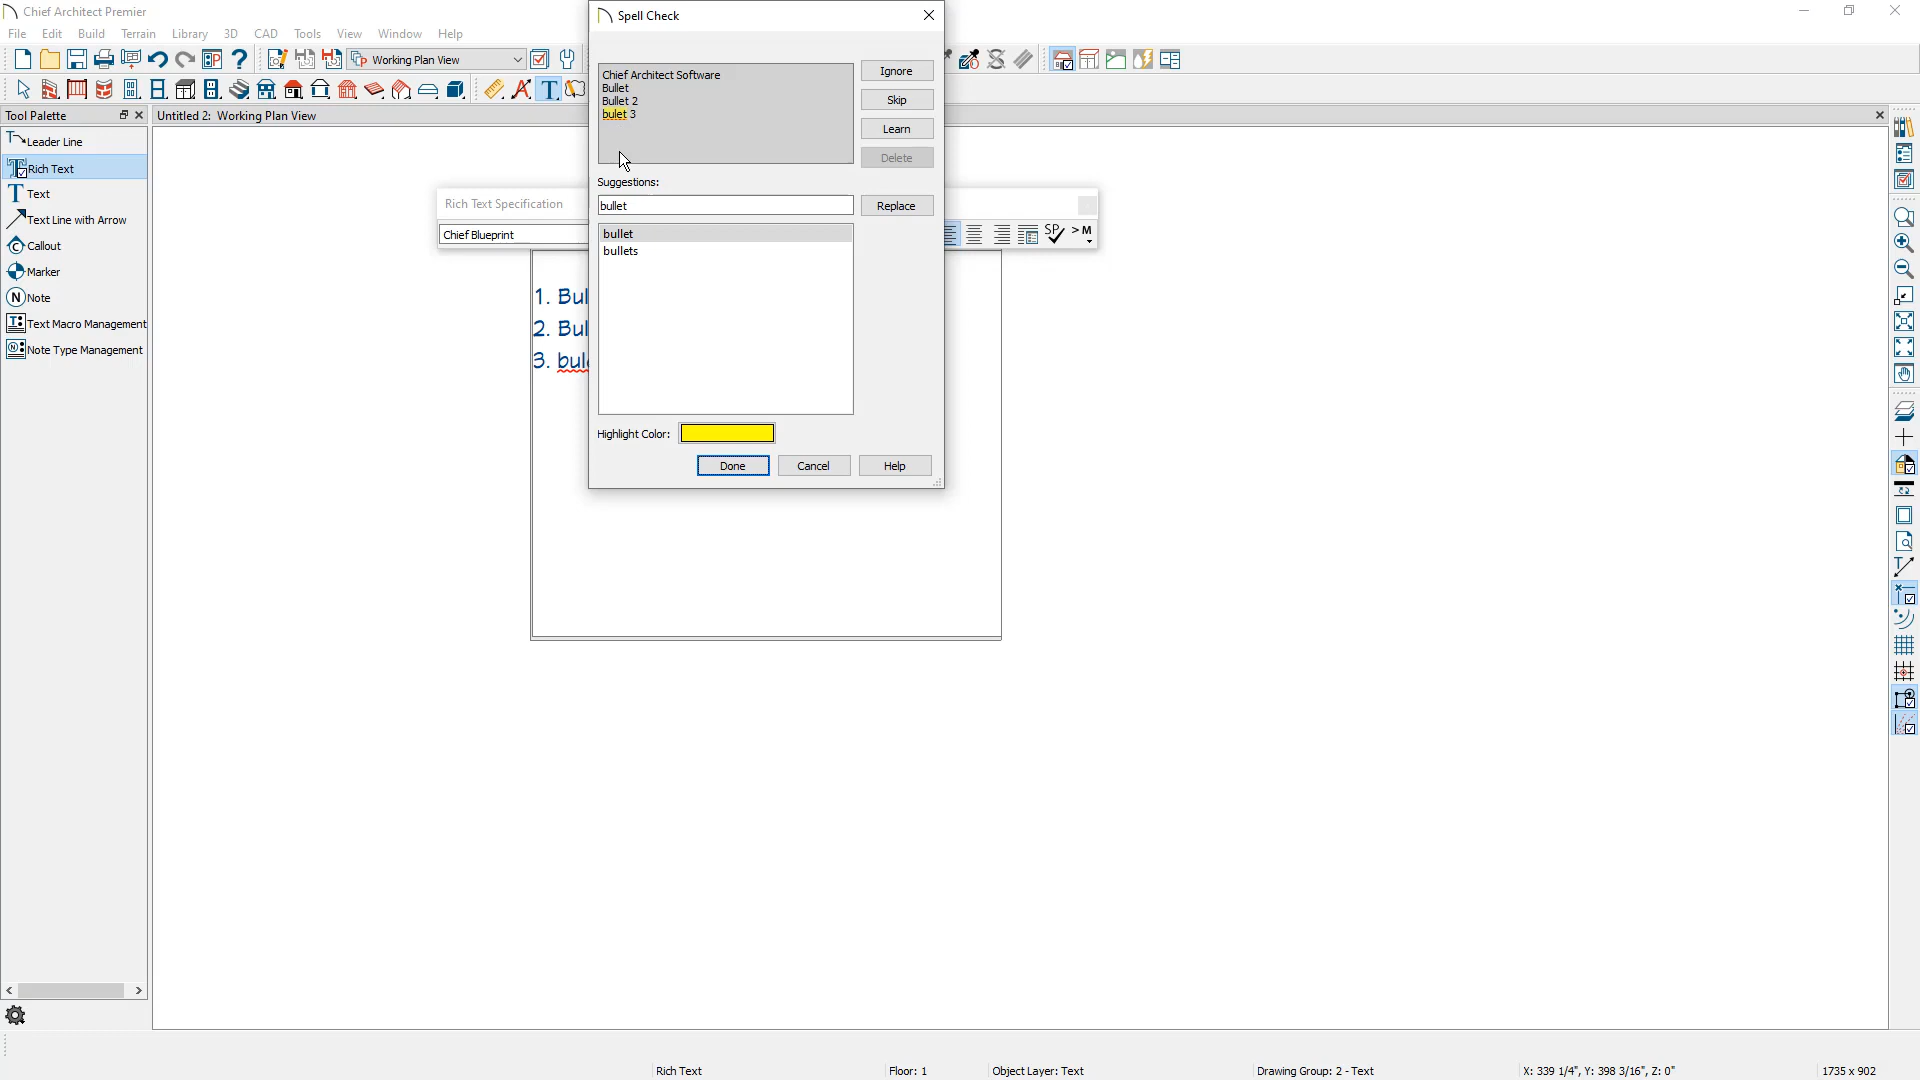 Chief Architect Premier
File Edit Build Terrain Library 3D CAD Tools View Window Help
Working Plan View
Tool Palette
Untitled 2: Working Plan View
Leader Line
Rich Text
Text
Text Line with Arrow
Callout
Marker
Note
Text Macro Management
Note Type Management
Spell Check
Chief Architect Software
Bullet
Bullet 2
bulet 3
Ignore
Skip
Learn
Delete
Suggestions:
bullet
Replace
bullet
bullets
Highlight Color:
Done Cancel Help
Rich Text Specification
Chief Blueprint
SP > M
1. Bul
2. Bul
3. bule
Rich Text Floor: 1 Object Layer: Text Drawing Group: 2 - Text X: 339 1/4", Y: 398 3/16", Z: 0" 1735 x 902